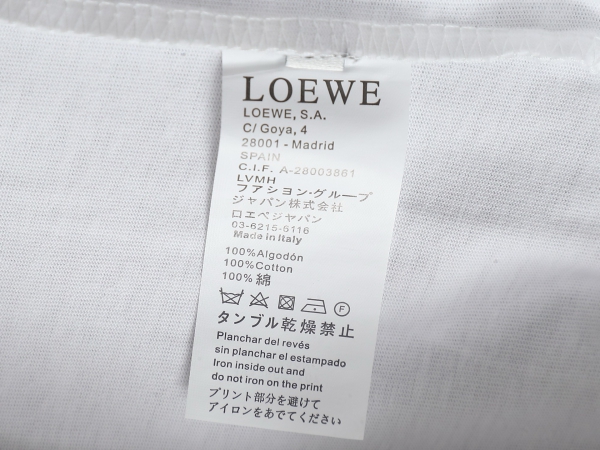 LOEWE
LOEWE, S.A.
C/ Goya, 4
28001 - Madrid
SPAIN
C.I.F. A-28003861
LVMH
ファション・グループ
ジャパン株式会社
ロエベジャパン
03-6215-6116
Made in Italy
100%Algodón
100%Cotton
100%綿
F
タンブル乾燥禁止
Planchar del revés
sin planchar el estampado
Iron inside out and
do not iron on the print
プリント部分を避けて
アイロンをあでてください